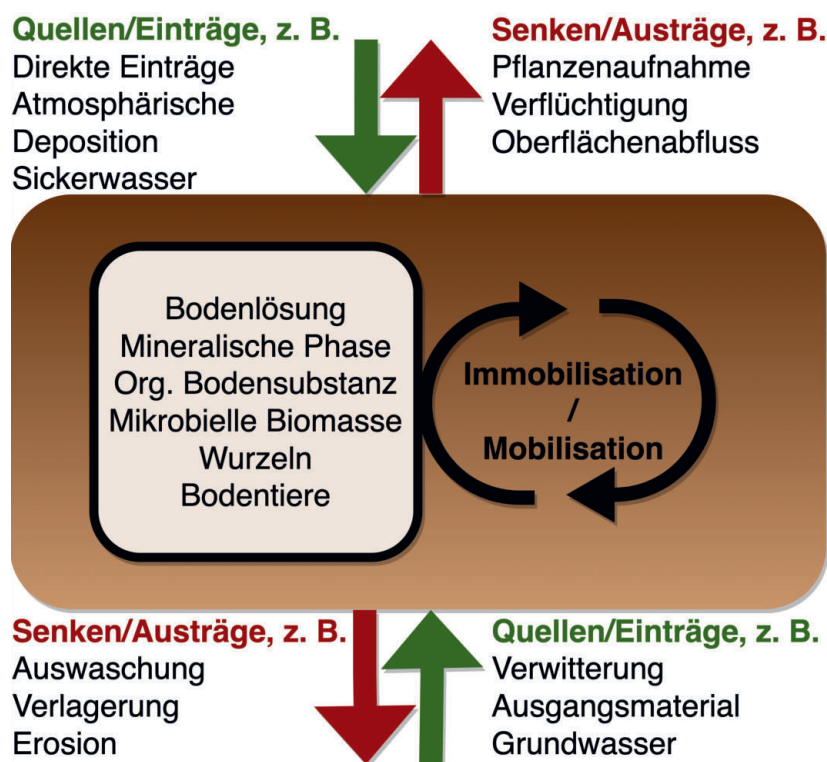 Quellen/Einträge, z. B.
Direkte Einträge
Atmosphärische
Deposition
Sickerwasser
Senken/Austräge, z. B.
Pflanzenaufnahme
Verflüchtigung
Oberflächenabfluss
Bodenlösung
Mineralische Phase
Org. Bodensubstanz
Mikrobielle Biomasse
Wurzeln
Bodentiere
Immobilisation
/
Mobilisation
Senken/Austräge, z. B.
Auswaschung
Verlagerung
Erosion
Quellen/Einträge, z. B.
Verwitterung
Ausgangsmaterial
Grundwasser